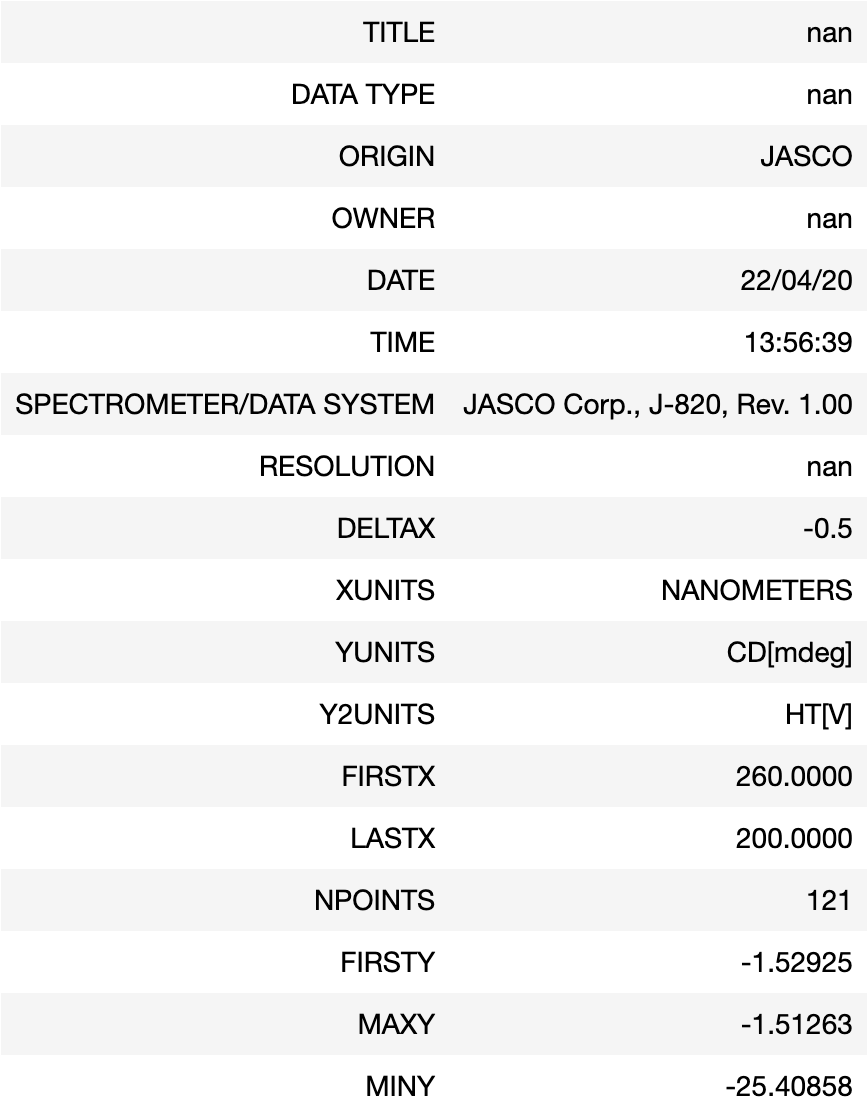 TITLE nan
DATA TYPE nan
ORIGIN JASCO
OWNER nan
DATE 22/04/20
TIME 13:56:39
SPECTROMETER/DATA SYSTEM JASCO Corp., J-820, Rev. 1.00
RESOLUTION nan
DELTAX -0.5
XUNITS NANOMETERS
YUNITS CD[mdeg]
Y2UNITS HT[V]
FIRSTX 260.0000
LASTX 200.0000
NPOINTS 121
FIRSTY -1.52925
MAXY -1.51263
MINY -25.40858